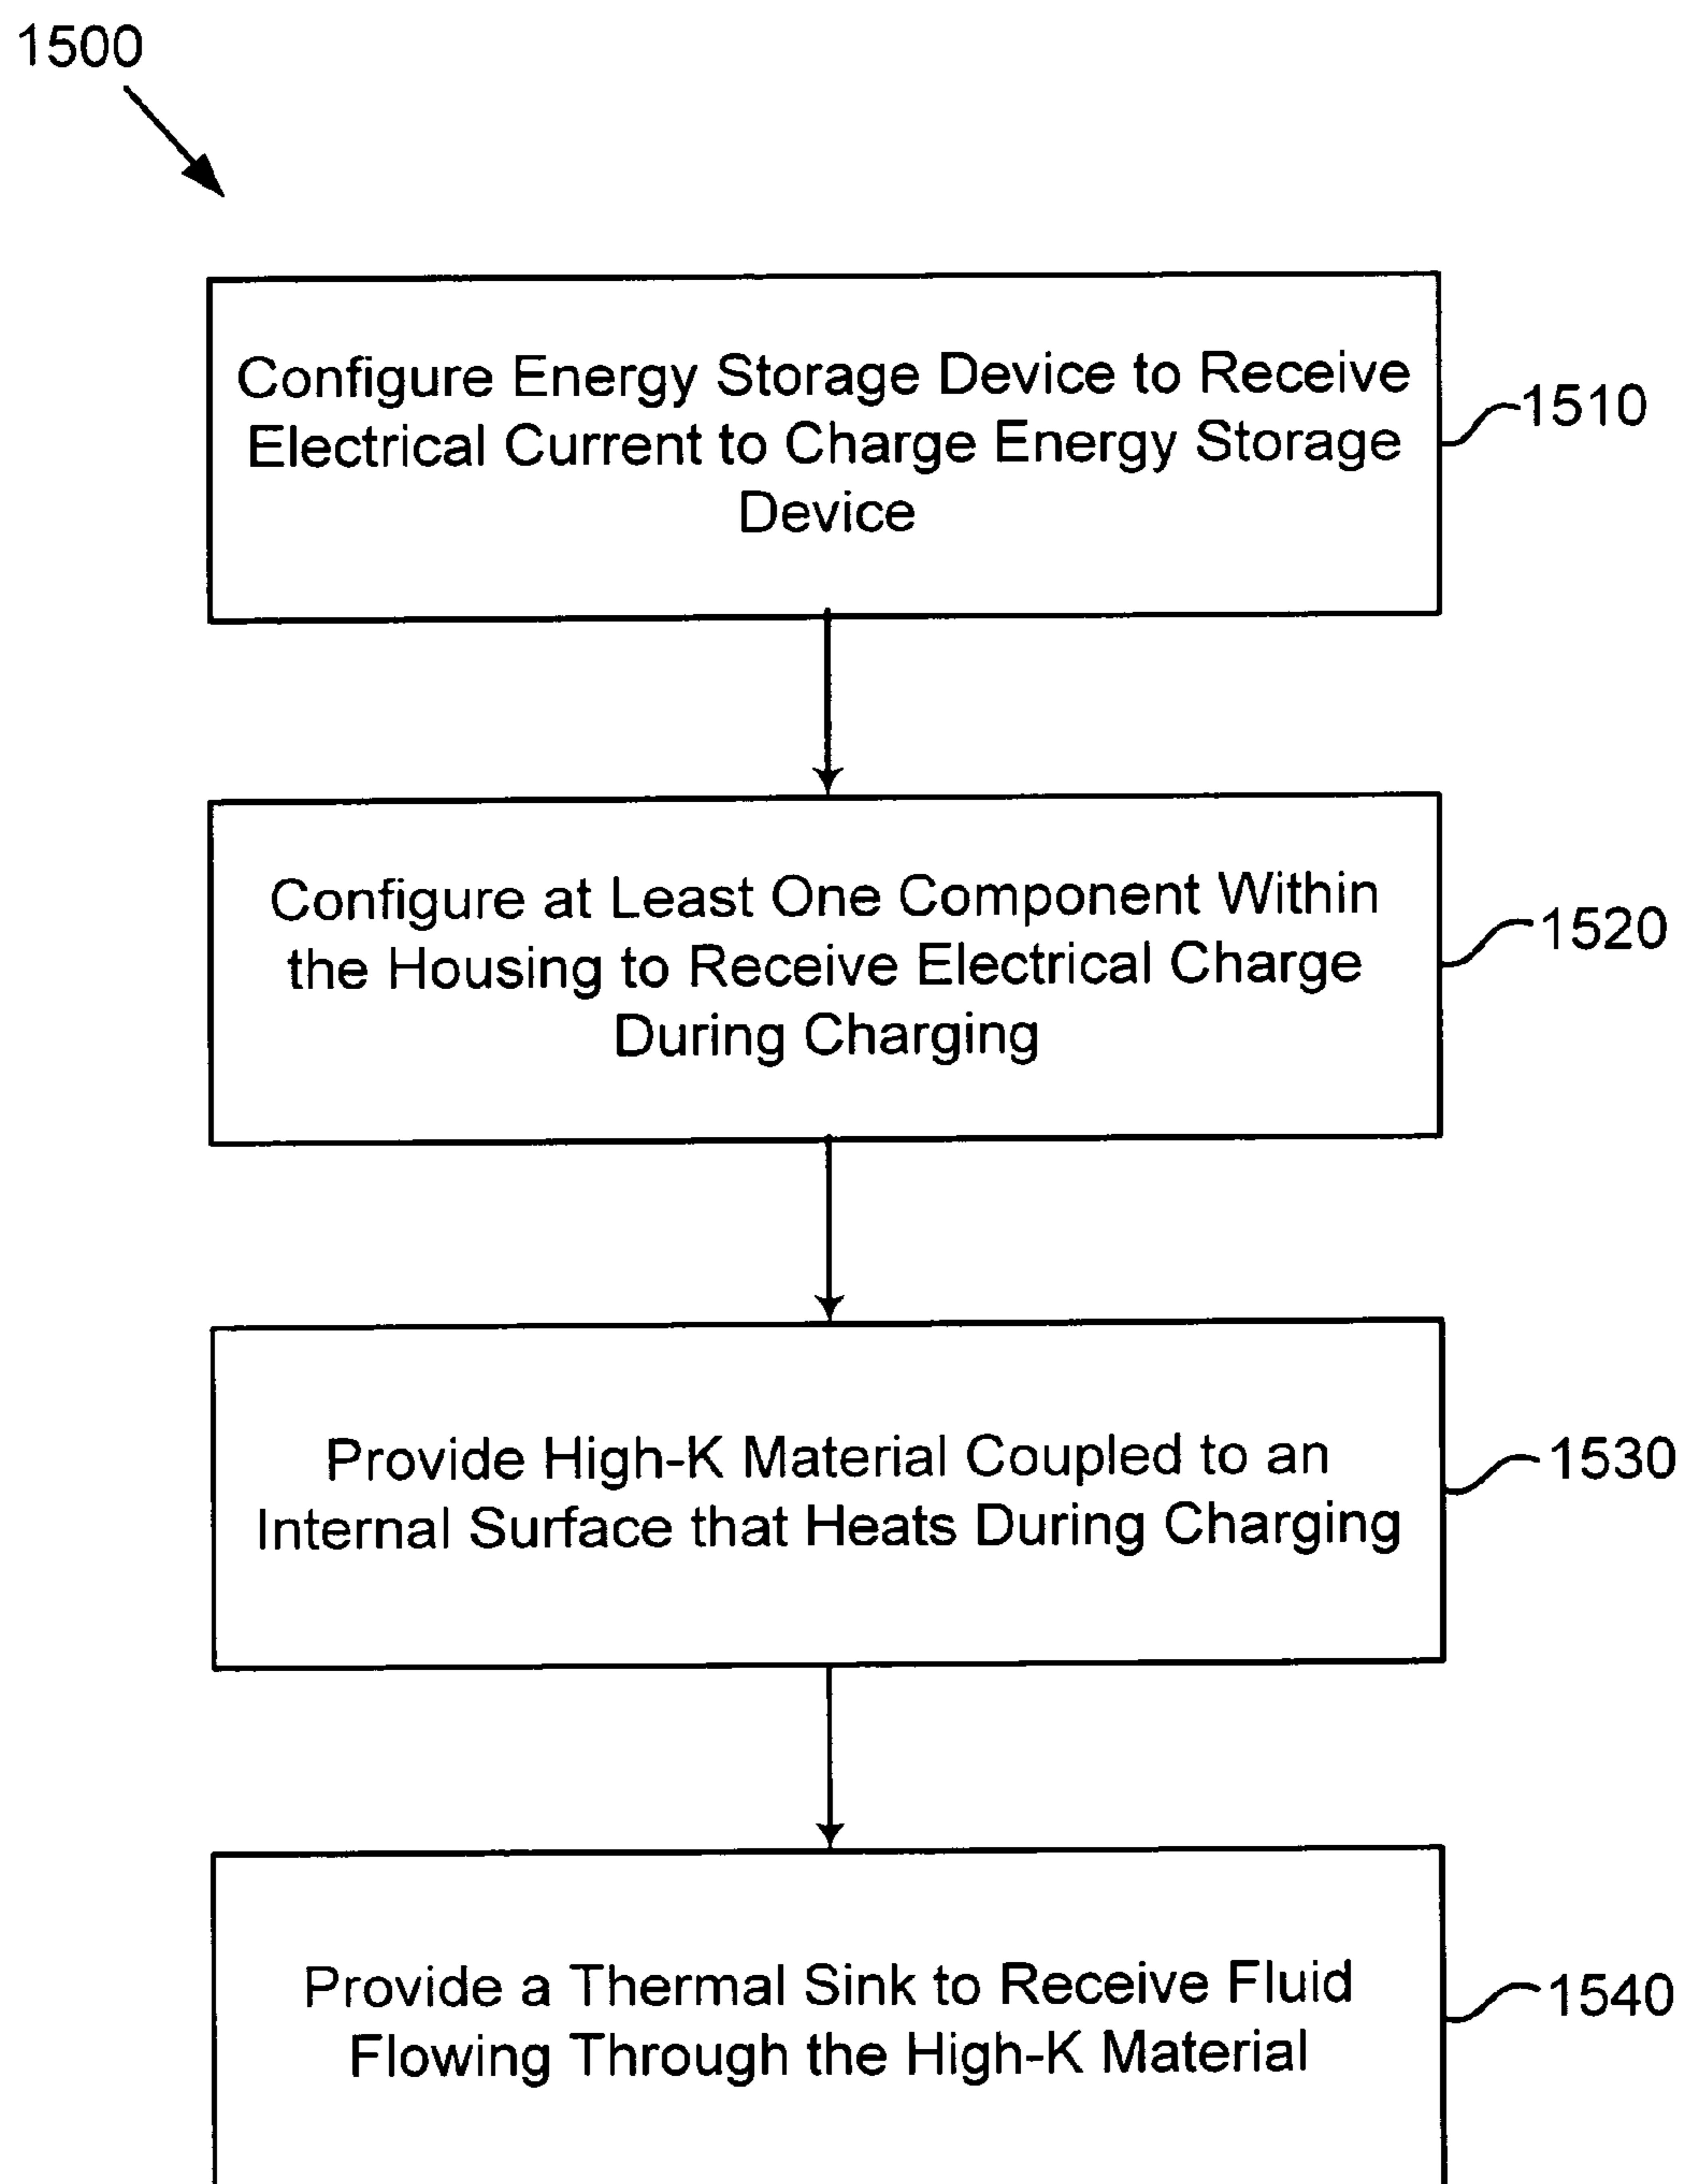 1500
Configure Energy Storage Device to Receive
Electrical Current to Charge Energy Storage
Device
1510
Configure at Least One Component Within
the Housing to Receive Electrical Charge
During Charging
1520
Provide High-K Material Coupled to an
Internal Surface that Heats During Charging
1530
Provide a Thermal Sink to Receive Fluid
Flowing Through the High-K Material
1540